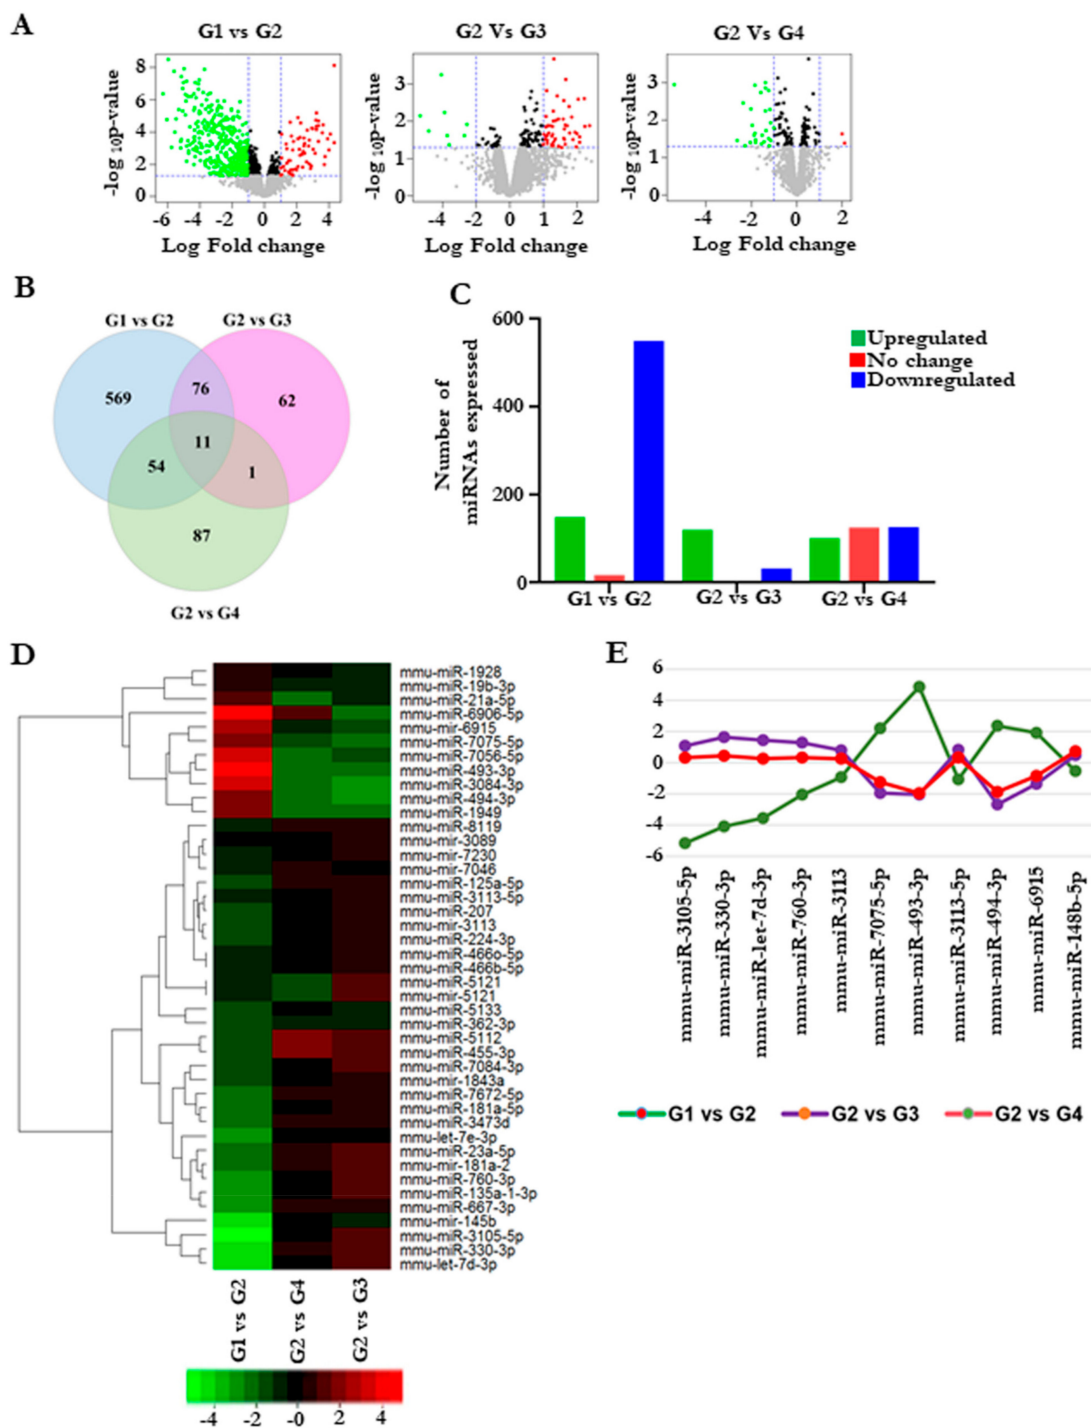 A
G1 vs G2
G2 Vs G3
G2 Vs G4
-log 10p-value
8
6
4
2
0
-6 -4 -2 0 2 4
Log Fold change
-log 10p-value
3
2
1
0
-4 -2 0 1 2
Log Fold change
-log 10p-value
3
2
1
0
-4 -2 0 1 2
Log Fold change
B
G1 vs G2
G2 vs G3
569
76
62
11
54
1
87
G2 vs G4
C
Number of
miRNAs expressed
600
400
200
0
Upregulated
No change
Downregulated
G1 vs G2
G2 vs G3
G2 vs G4
D
mmu-miR-1928
mmu-miR-19b-3p
mmu-miR-21a-5p
mmu-miR-6906-5p
mmu-mir-6915
mmu-miR-7075-5p
mmu-miR-7056-5p
mmu-miR-493-3p
mmu-miR-3084-3p
mmu-miR-494-3p
mmu-miR-1949
mmu-miR-8119
mmu-mir-3089
mmu-mir-7230
mmu-mir-7046
mmu-miR-125a-5p
mmu-miR-3113-5p
mmu-miR-207
mmu-mir-3113
mmu-miR-224-3p
mmu-miR-466o-5p
mmu-miR-466b-5p
mmu-miR-5121
mmu-mir-5121
mmu-miR-5133
mmu-miR-362-3p
mmu-miR-5112
mmu-miR-455-3p
mmu-miR-7084-3p
mmu-mir-1843a
mmu-miR-7672-5p
mmu-miR-181a-5p
mmu-miR-3473d
mmu-let-7e-3p
mmu-miR-23a-5p
mmu-mir-181a-2
mmu-miR-760-3p
mmu-miR-135a-1-3p
mmu-miR-667-3p
mmu-mir-145b
mmu-miR-3105-5p
mmu-miR-330-3p
mmu-let-7d-3p
G1 vs G2
G2 vs G4
G2 vs G3
-4 -2 -0 2 4
E
6
4
2
0
-2
-4
-6
mmu-miR-3105-5p
mmu-miR-330-3p
mmu-miR-let-7d-3p
mmu-miR-760-3p
mmu-miR-3113
mmu-miR-7075-5p
mmu-miR-493-3p
mmu-miR-3113-5p
mmu-miR-494-3p
mmu-miR-6915
mmu-miR-148b-5p
G1 vs G2
G2 vs G3
G2 vs G4